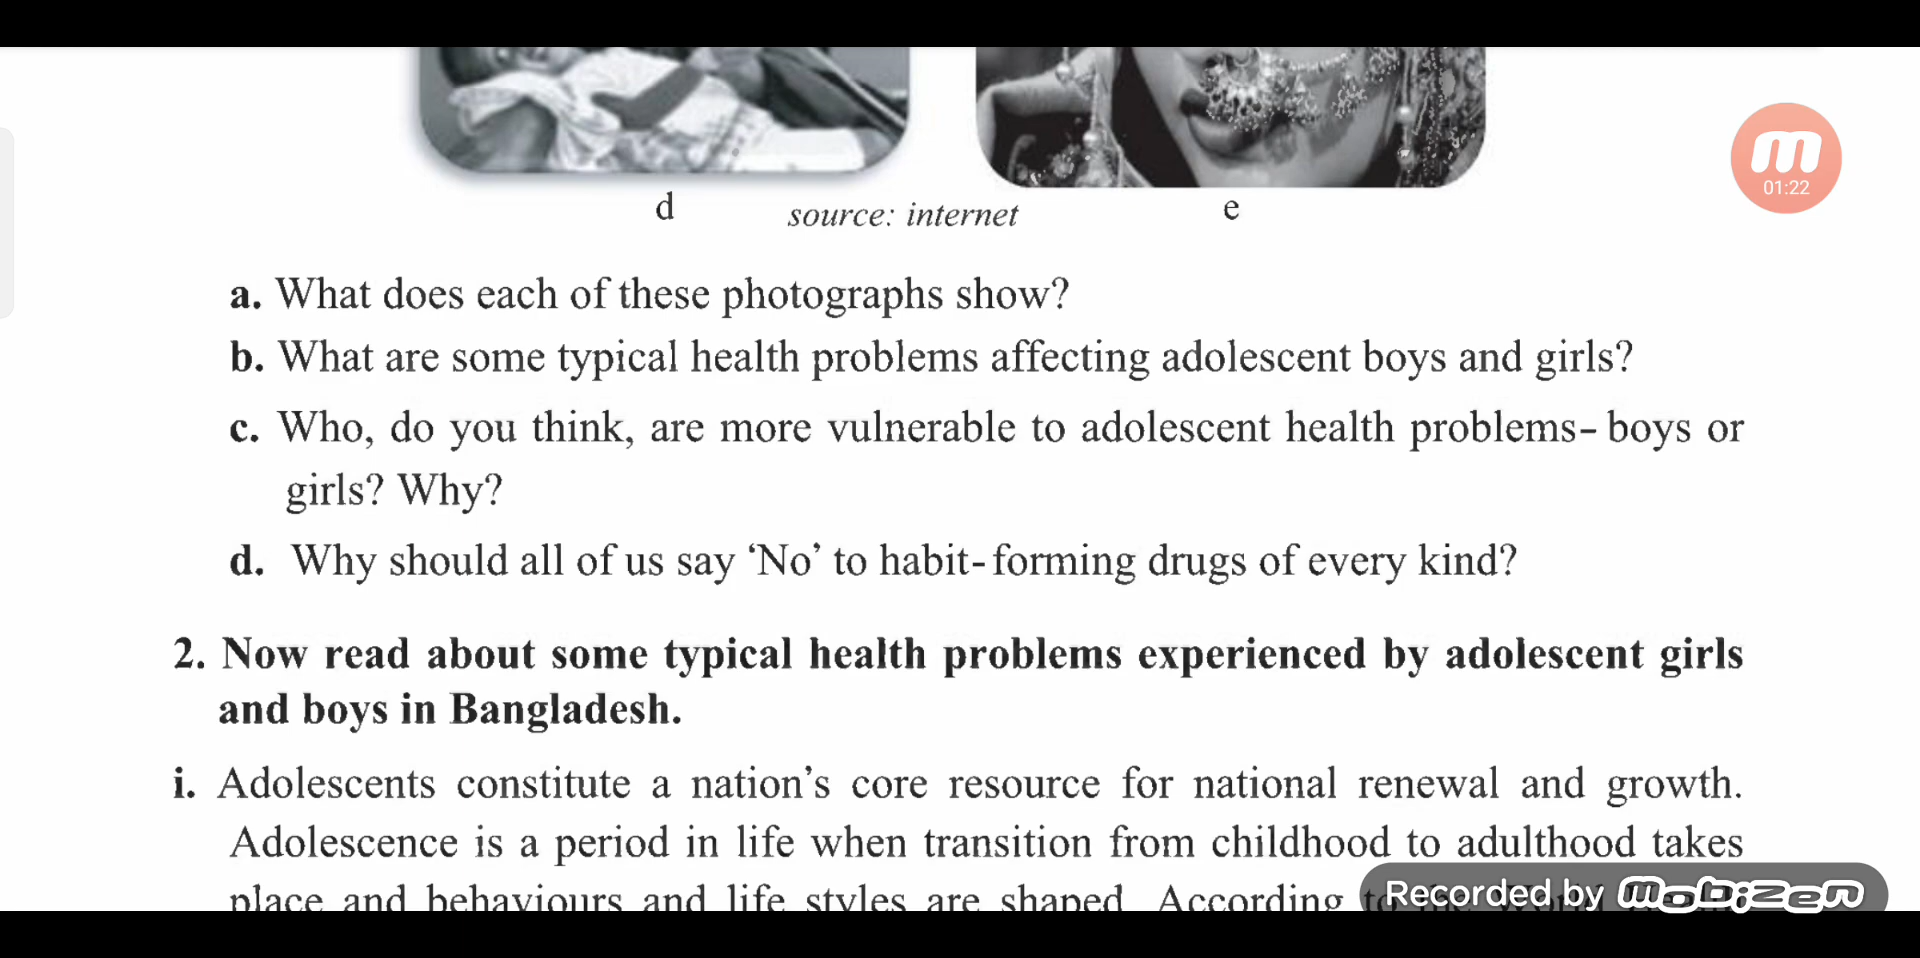 01:22
d source: internet e
a. What does each of these photographs show?
b. What are some typical health problems affecting adolescent boys and girls?
c. Who, do you think, are more vulnerable to adolescent health problems- boys or
girls? Why?
d. Why should all of us say ‘No’ to habit-forming drugs of every kind?
2. Now read about some typical health problems experienced by adolescent girls
and boys in Bangladesh.
i. Adolescents constitute a nation’s core resource for national renewal and growth.
Adolescence is a period in life when transition from childhood to adulthood takes
place and behaviours and life styles are shaped. According to the World Health
Recorded by Mobizen